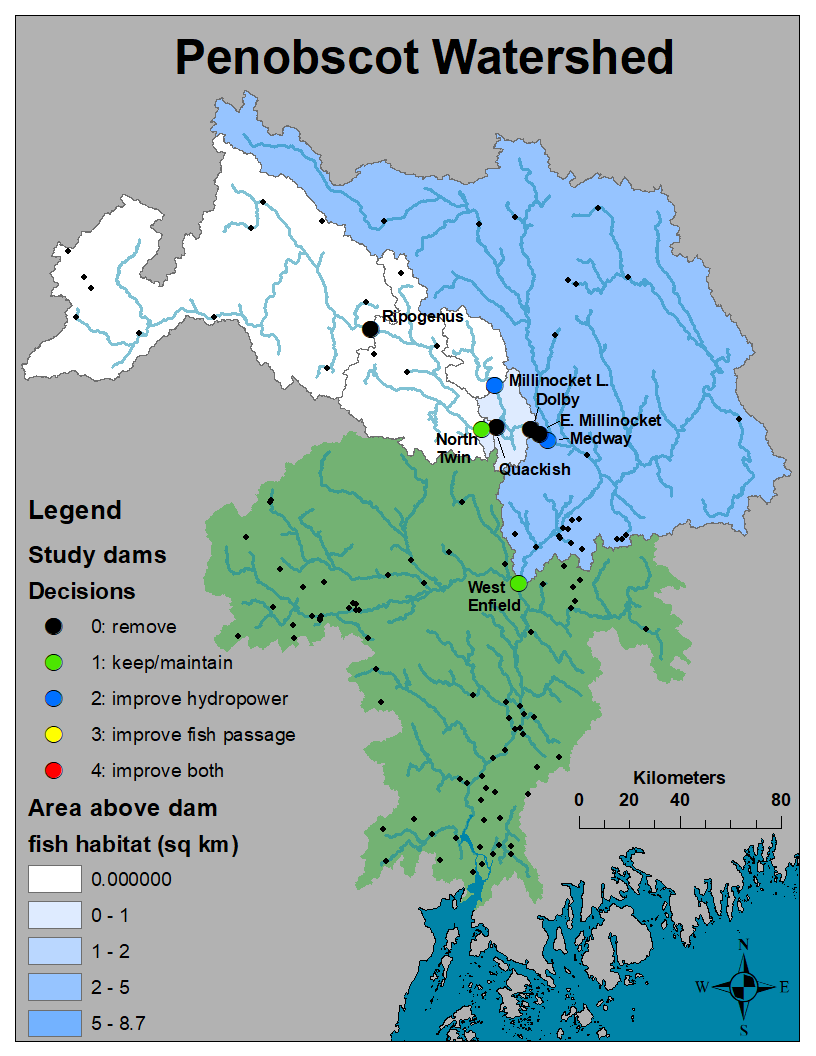 Penobscot Watershed
Ripogenus
Millinocket L.
Dolby
E. Millinocket
Medway
North
Twin
Quackish
West
Enfield
Legend
Study dams
Decisions
0: remove
1: keep/maintain
2: improve hydropower
3: improve fish passage
4: improve both
Area above dam
fish habitat (sq km)
0.000000
0 - 1
1 - 2
2 - 5
5 - 8.7
Kilometers
0 20 40 80
N
W E
S